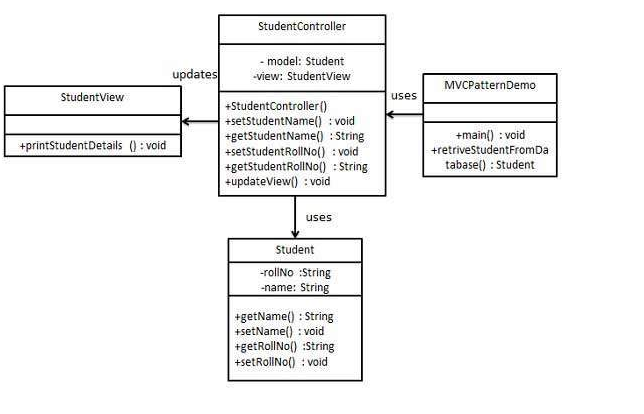 StudentController
- model: Student
-view: StudentView
+StudentController()
+setStudentName() : void
+getStudentName() : String
+setStudentRollNo() : void
+getStudentRollNo() : String
+updateView() : void
updates
StudentView
+printStudentDetails () : void
uses
MVCPatternDemo
+main() : void
+retriveStudentFromDa
tabase() : Student
uses
Student
-rollNo :String
-name: String
+getName() : String
+setName() : void
+getRollNo() :String
+setRollNo() : void